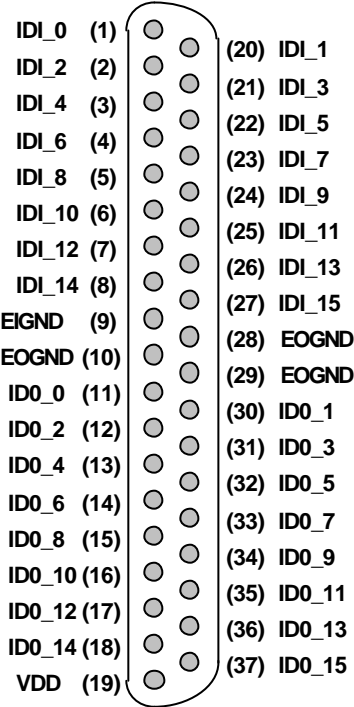 IDI_0 (1)
(20) IDI_1
IDI_2 (2)
(21) IDI_3
IDI_4 (3)
(22) IDI_5
IDI_6 (4)
(23) IDI_7
IDI_8 (5)
(24) IDI_9
IDI_10 (6)
(25) IDI_11
IDI_12 (7)
(26) IDI_13
IDI_14 (8)
(27) IDI_15
EIGND (9)
(28) EOGND
EOGND (10)
(29) EOGND
ID0_0 (11)
(30) ID0_1
ID0_2 (12)
(31) ID0_3
ID0_4 (13)
(32) ID0_5
ID0_6 (14)
(33) ID0_7
ID0_8 (15)
(34) ID0_9
ID0_10 (16)
(35) ID0_11
ID0_12 (17)
(36) ID0_13
ID0_14 (18)
(37) ID0_15
VDD (19)